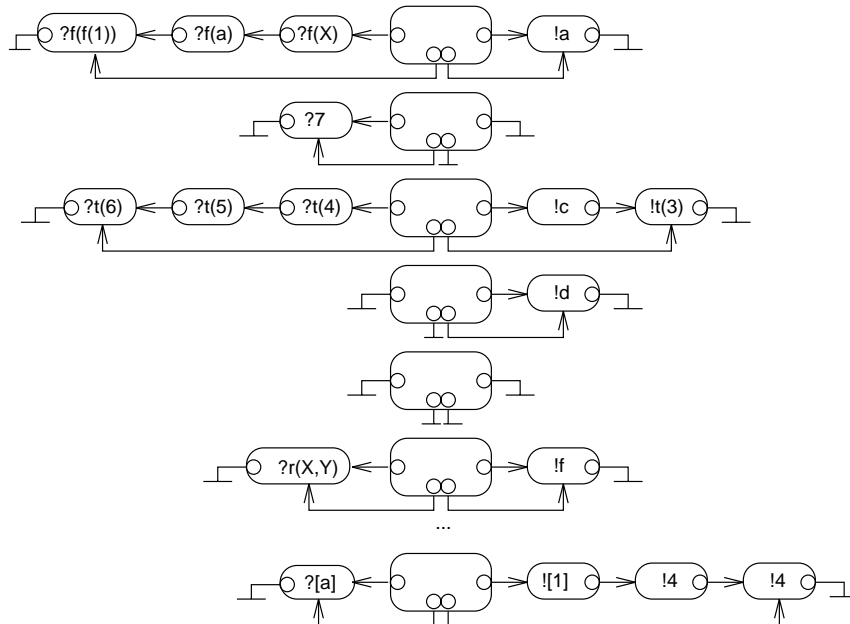 ?f(f(1)) ?f(a) ?f(X) !a
?7
?t(6) ?t(5) ?t(4) !c !t(3)
!d
?r(X,Y) !f
...
?[a] ![1] !4 !4